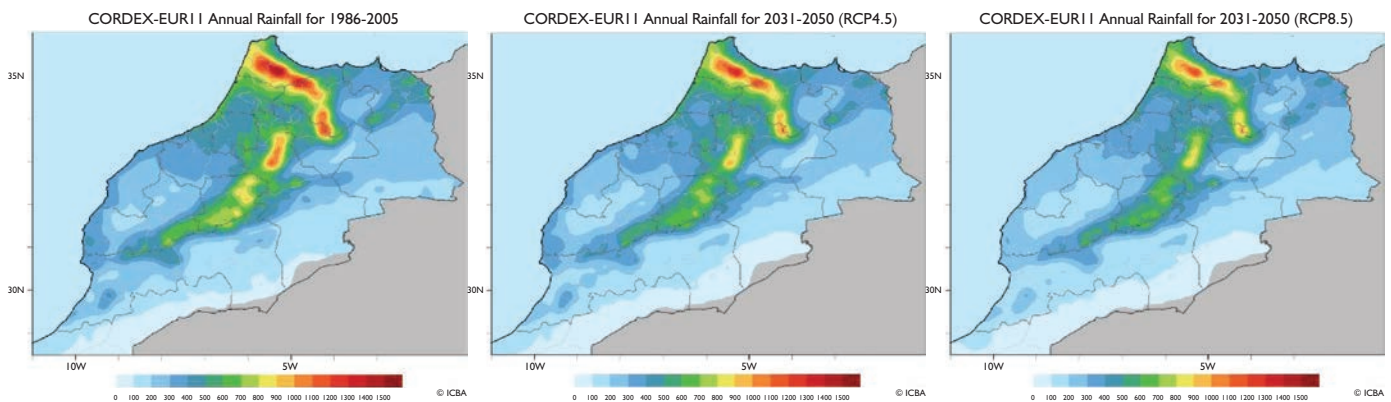 CORDEX-EUR11 Annual Rainfall for 1986-2005
35N
30N
10W 5W
0 100 200 300 400 500 600 700 800 900 1000 1100 1200 1300 1400 1500
© ICBA
CORDEX-EUR11 Annual Rainfall for 2031-2050 (RCP4.5)
35N
30N
10W 5W
0 100 200 300 400 500 600 700 800 900 1000 1100 1200 1300 1400 1500
© ICBA
CORDEX-EUR11 Annual Rainfall for 2031-2050 (RCP8.5)
35N
30N
10W 5W
0 100 200 300 400 500 600 700 800 900 1000 1100 1200 1300 1400 1500
© ICBA